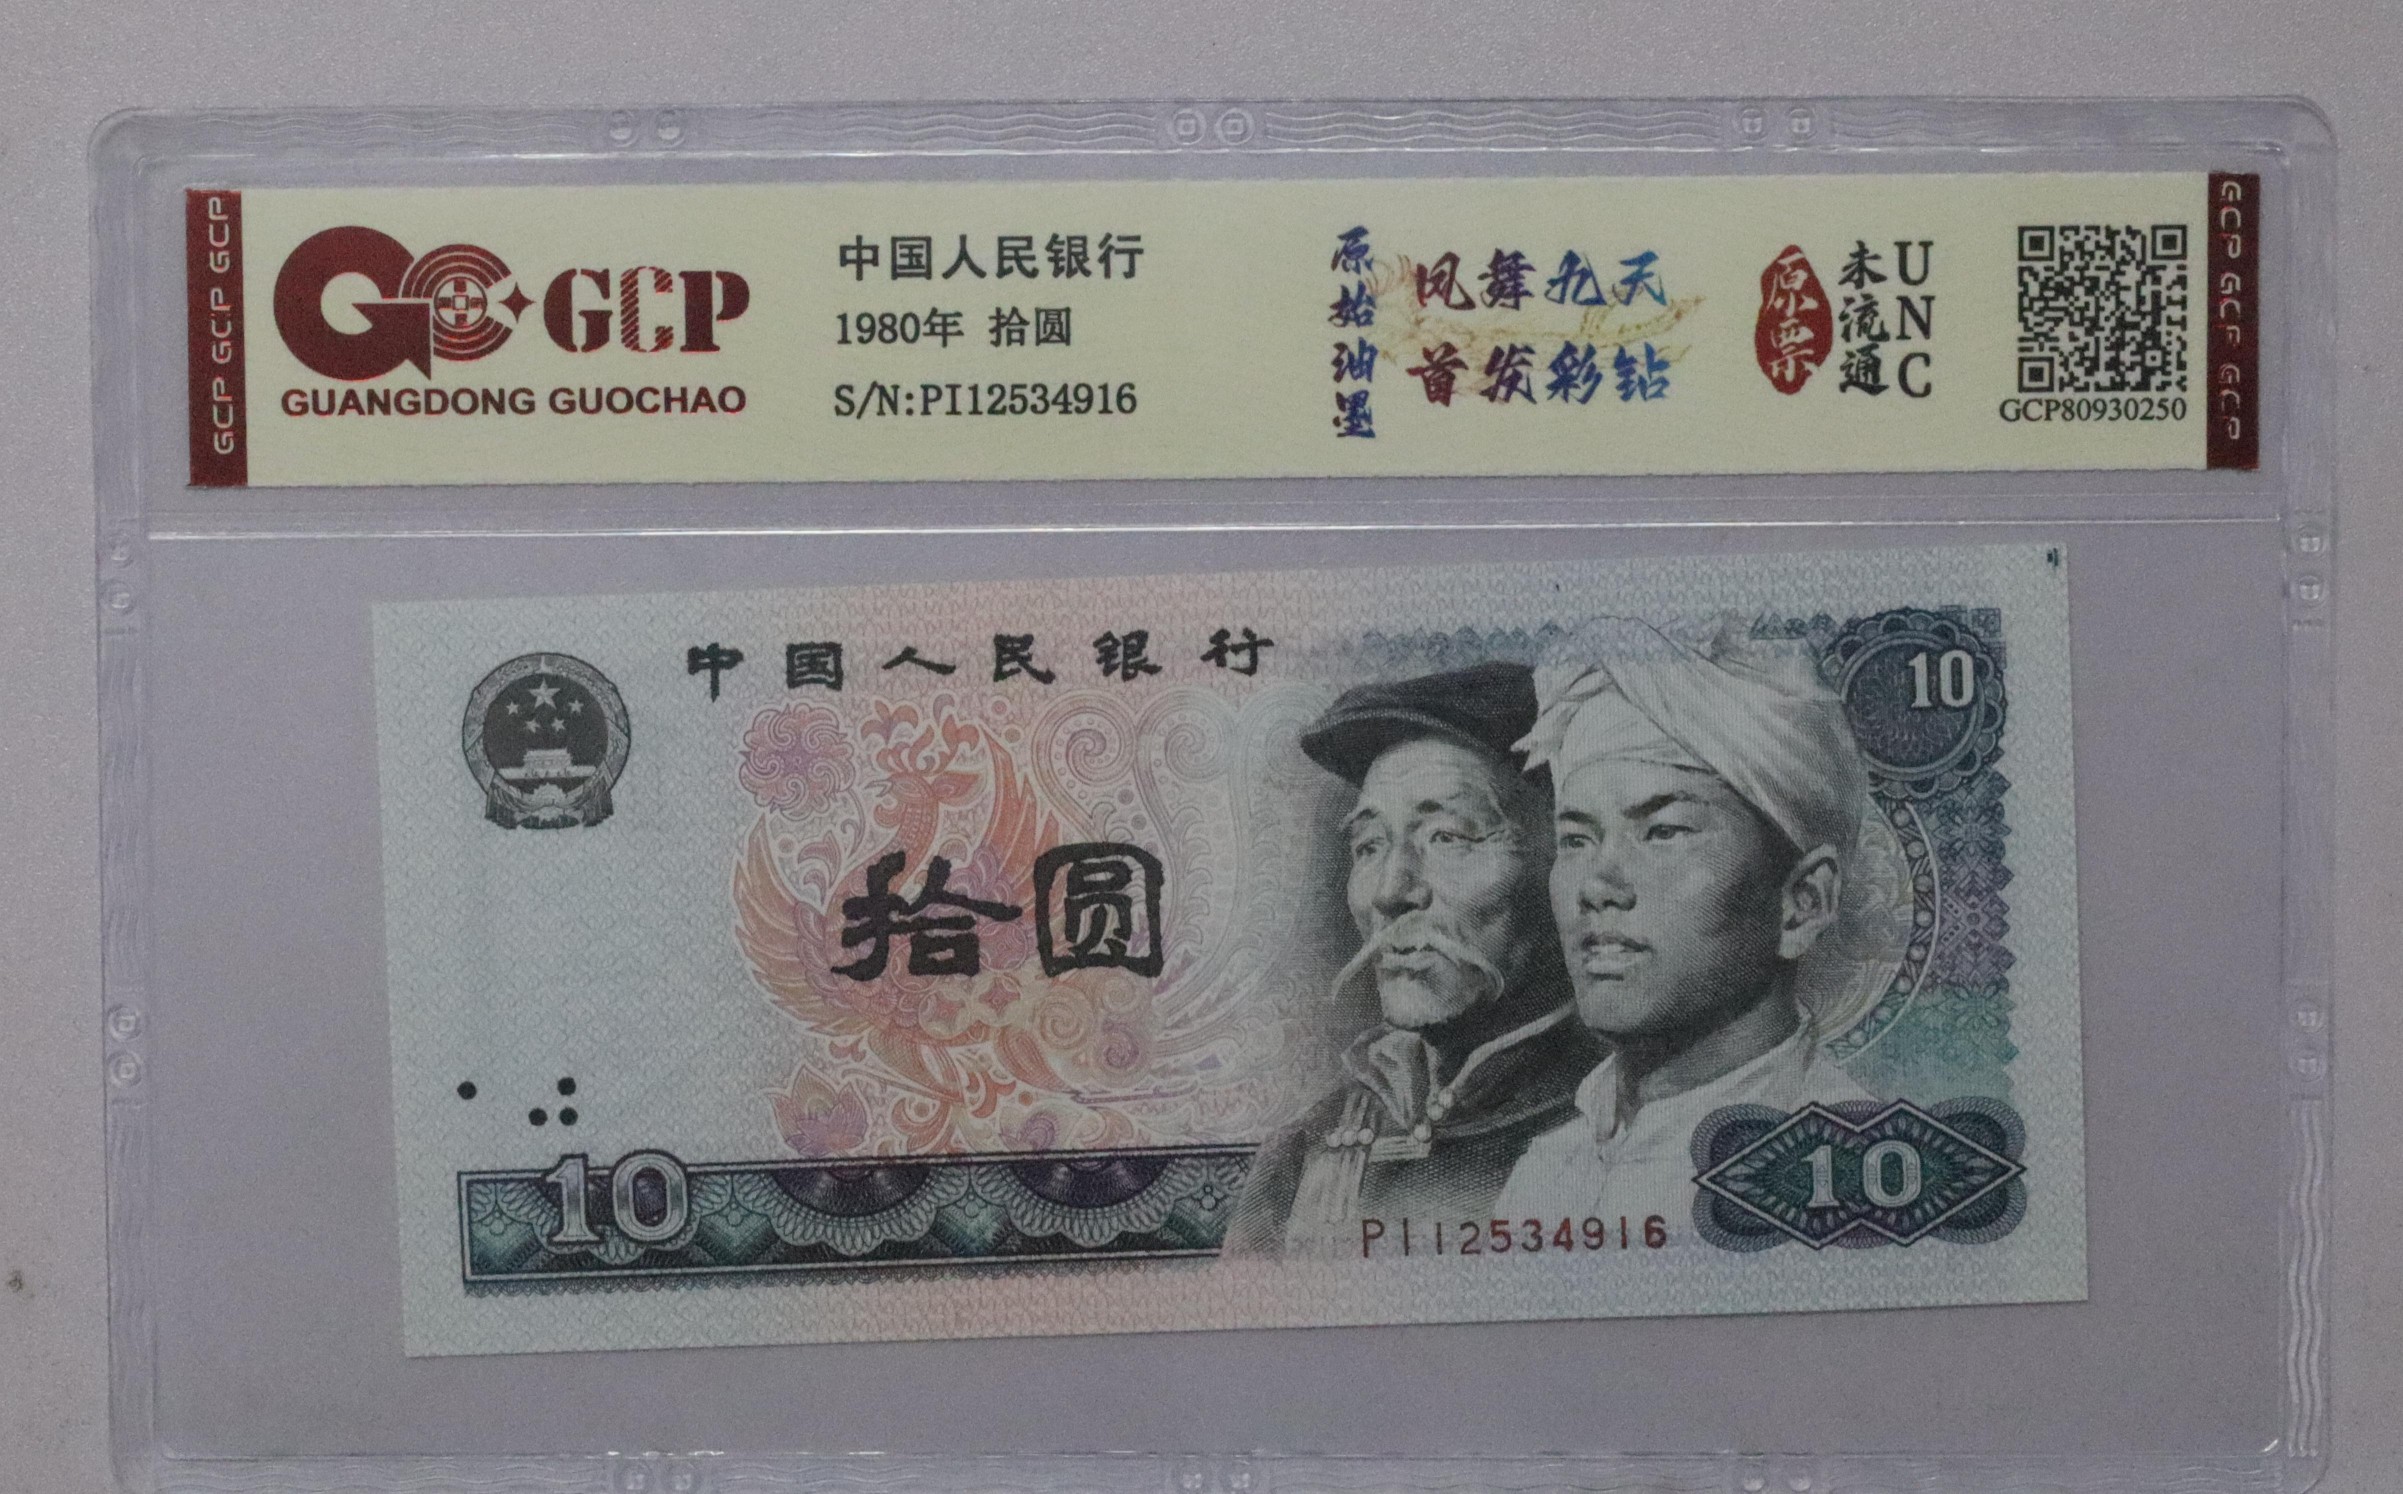 GCP GCP GCP
GCP
GUANGDONG GUOCHAO
中国人民银行
1980年 拾圆
S/N:PI12534916
原始油墨
凤舞九天
首发彩钻
原票
未流通
UNC
GCP80930250
GCP GCP GCP
中国人民银行
10
拾圆
10
PI12534916
10